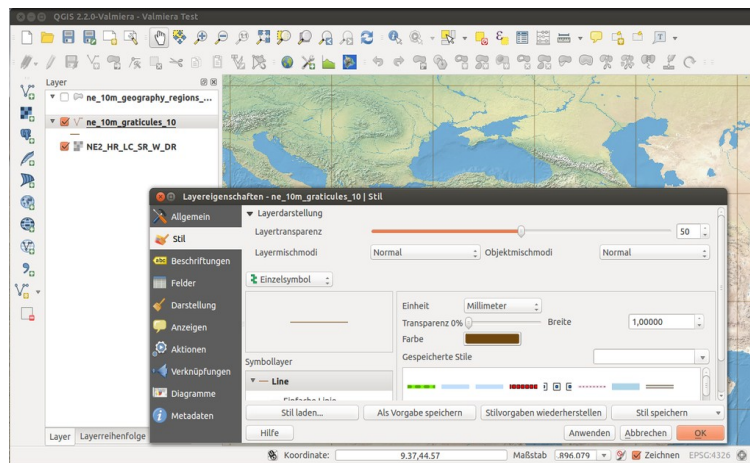 QGIS 2.2.0-Valmiera - Valmiera Test
Layer
ne_10m_geography_regions_...
ne_10m_graticules_10
NE2_HR_LC_SR_W_DR
Layereigenschaften - ne_10m_graticules_10 | Stil
Allgemein
Stil
Beschriftungen
Felder
Darstellung
Anzeigen
Aktionen
Verknüpfungen
Diagramme
Metadaten
Layerdarstellung
Layertransparenz 50
Layermischmodi Normal Objektmischmodi Normal
Einzelsymbol
Einheit Millimeter
Transparenz 0% Breite 1,00000
Farbe
Gespeicherte Stile
Symbollayer
Line
Einfache Linie
Stil laden... Als Vorgabe speichern Stilvorgaben wiederherstellen Stil speichern
Hilfe Anwenden Abbrechen OK
Layer Layerreihenfolge
Koordinate: 9.37,44.57 Maßstab .896.079 Zeichnen EPSG:4326